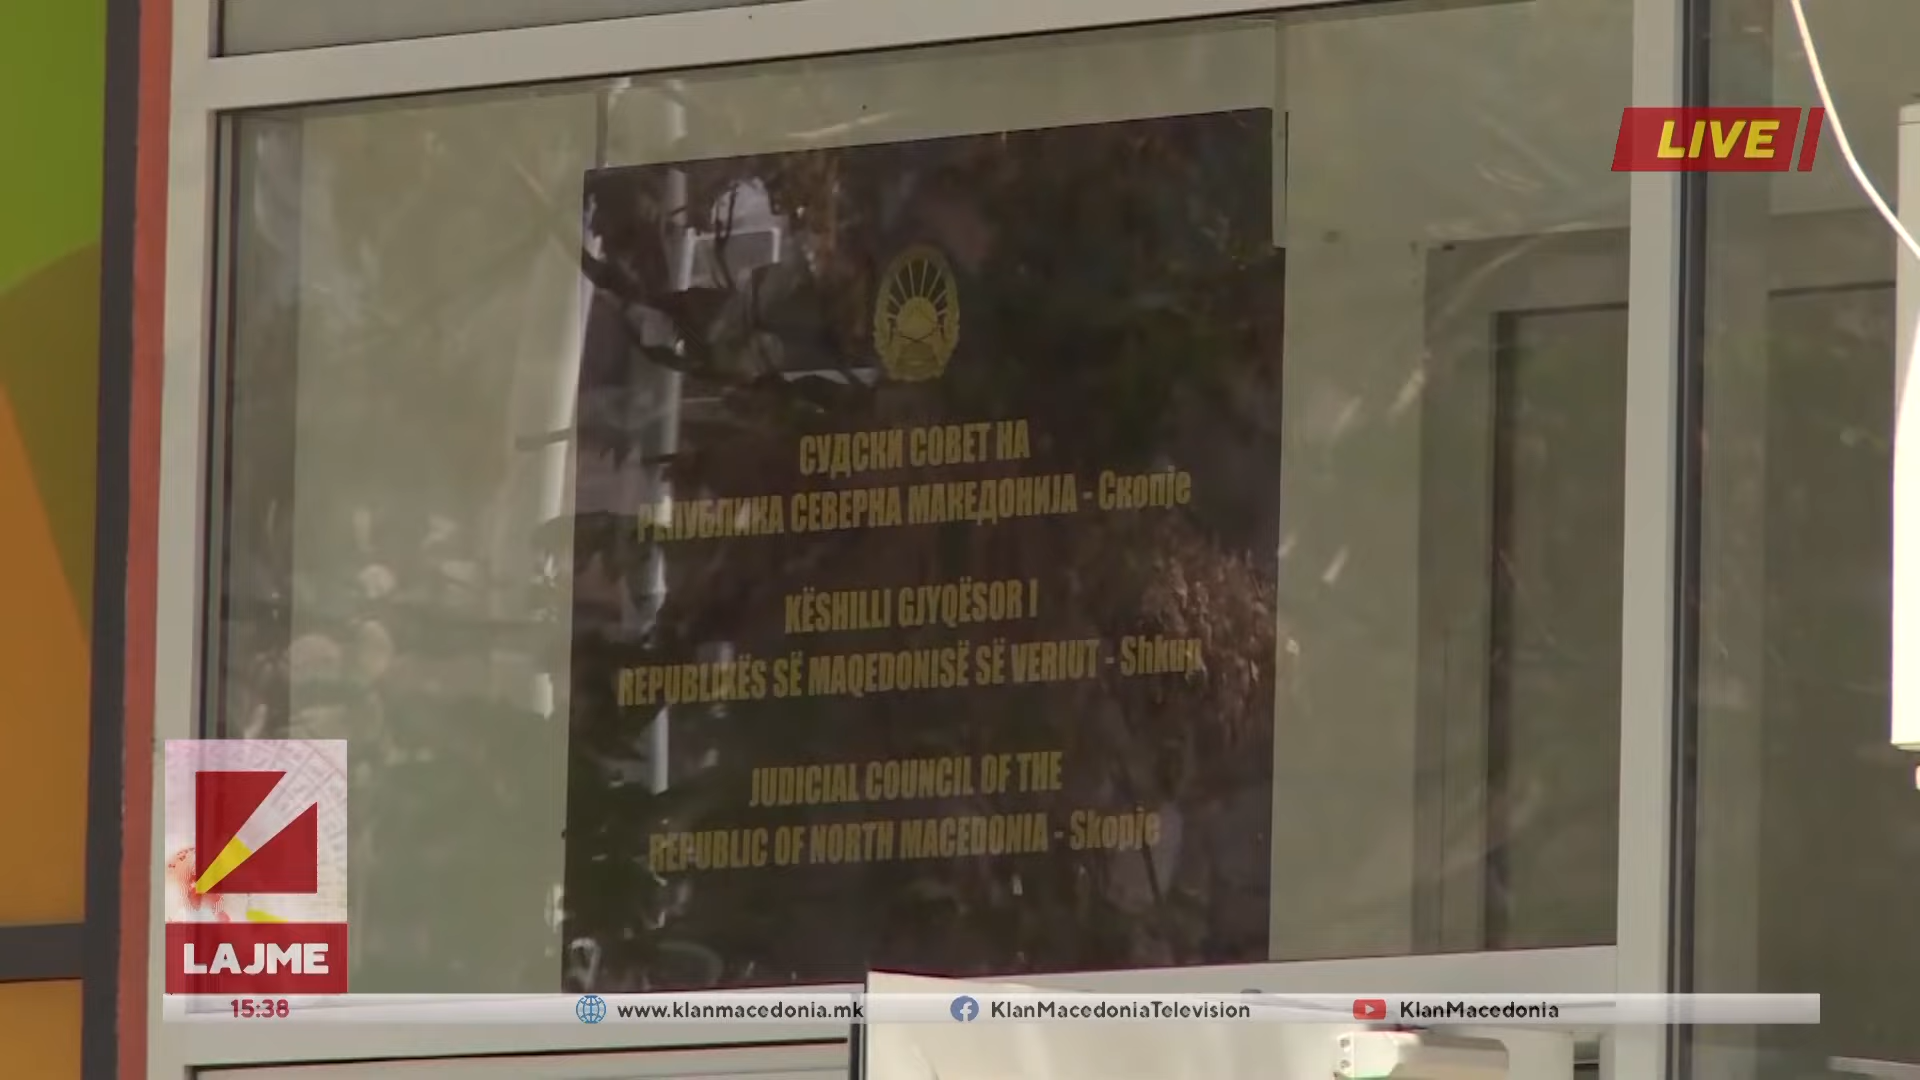 LIVE
СУДСКИ СОВЕТ НА
РЕПУБЛИКА СЕВЕРНА МАКЕДОНИЈА - Скопје
KËSHILLI GJYQËSOR I
REPUBLIKËS SË MAQEDONISË SË VERIUT - Shkup
JUDICIAL COUNCIL OF THE
REPUBLIC OF NORTH MACEDONIA - Skopje
LAJME
15:38
www.klanmacedonia.mk
KlanMacedoniaTelevision
KlanMacedonia